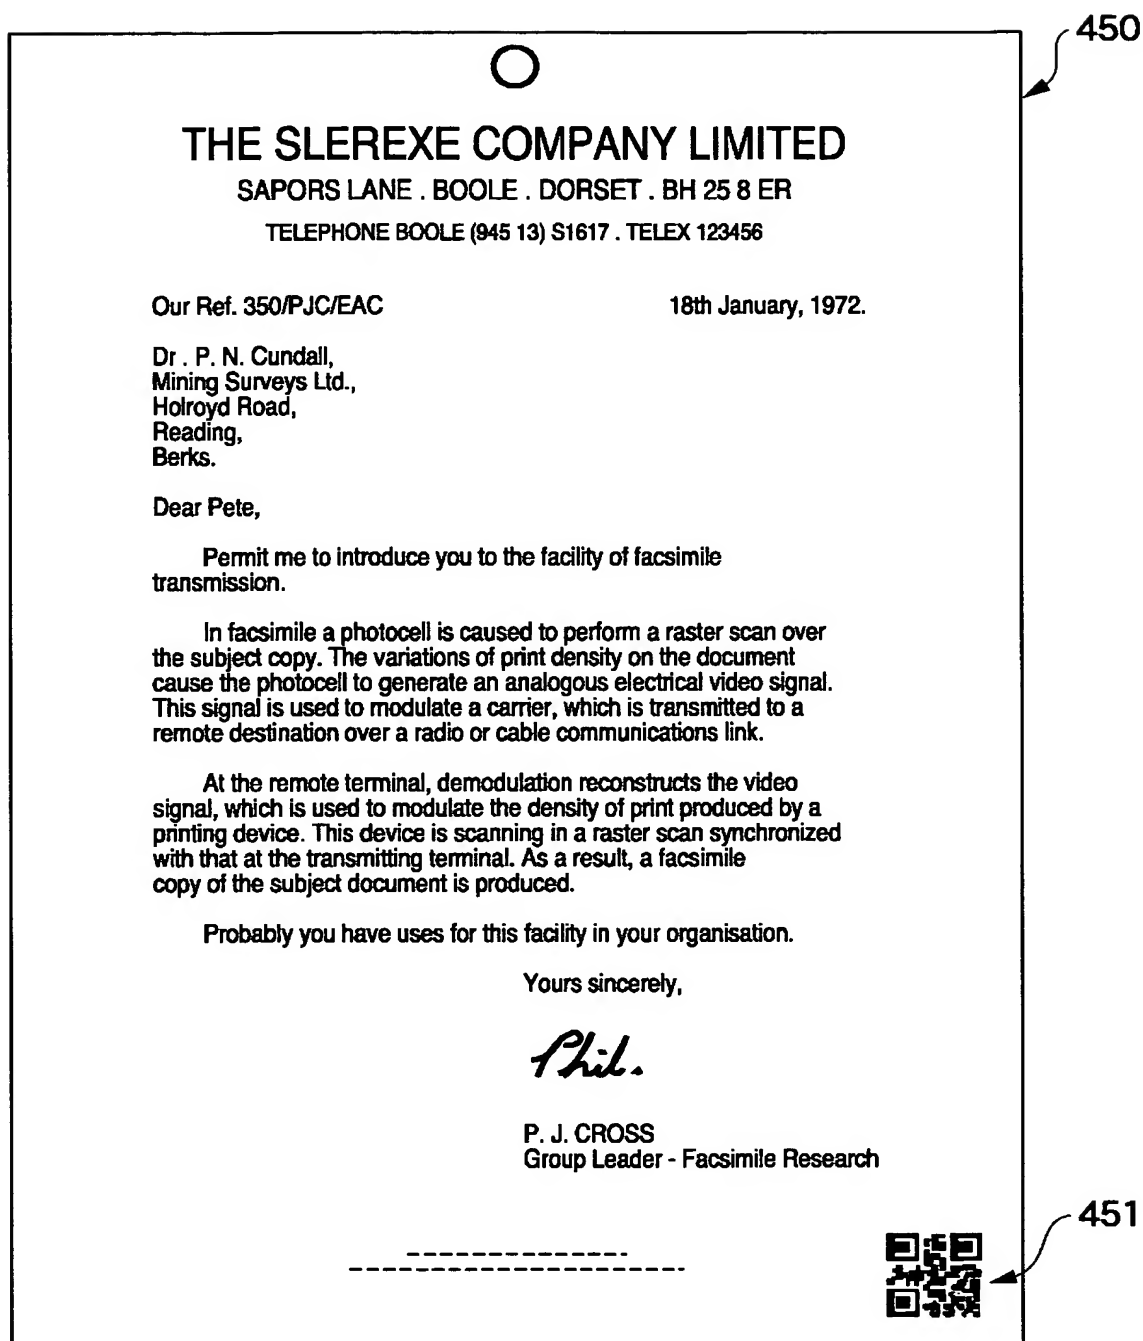 450
THE SLEREXE COMPANY LIMITED
SAPORS LANE . BOOLE . DORSET . BH 25 8 ER
TELEPHONE BOOLE (945 13) S1617 . TELEX 123456
Our Ref. 350/PJC/EAC 18th January, 1972.
Dr . P. N. Cundall,
Mining Surveys Ltd.,
Holroyd Road,
Reading,
Berks.
Dear Pete,
Permit me to introduce you to the facility of facsimile
transmission.
In facsimile a photocell is caused to perform a raster scan over
the subject copy. The variations of print density on the document
cause the photocell to generate an analogous electrical video signal.
This signal is used to modulate a carrier, which is transmitted to a
remote destination over a radio or cable communications link.
At the remote terminal, demodulation reconstructs the video
signal, which is used to modulate the density of print produced by a
printing device. This device is scanning in a raster scan synchronized
with that at the transmitting terminal. As a result, a facsimile
copy of the subject document is produced.
Probably you have uses for this facility in your organisation.
Yours sincerely,
Phil.
P. J. CROSS
Group Leader - Facsimile Research
451